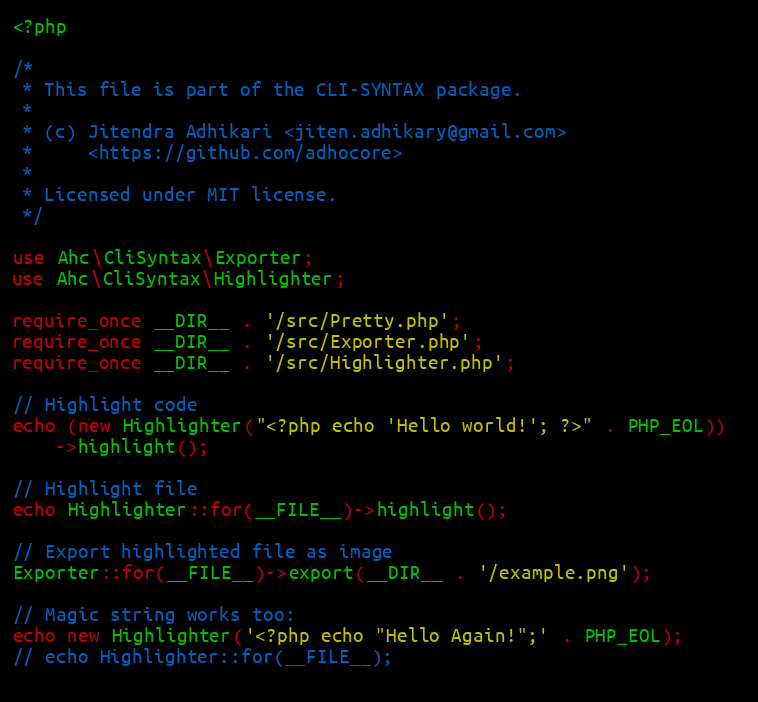 <?php

/*
 * This file is part of the CLI-SYNTAX package.
 *
 * (c) Jitendra Adhikari <jiten.adhikary@gmail.com>
 *     <https://github.com/adhocore>
 *
 * Licensed under MIT license.
 */

use Ahc\CliSyntax\Exporter;
use Ahc\CliSyntax\Highlighter;

require_once __DIR__ . '/src/Pretty.php';
require_once __DIR__ . '/src/Exporter.php';
require_once __DIR__ . '/src/Highlighter.php';

// Highlight code
echo (new Highlighter("<?php echo 'Hello world!'; ?>" . PHP_EOL))
    ->highlight();

// Highlight file
echo Highlighter::for(__FILE__)->highlight();

// Export highlighted file as image
Exporter::for(__FILE__)->export(__DIR__ . '/example.png');

// Magic string works too:
echo new Highlighter('<?php echo "Hello Again!";' . PHP_EOL);
// echo Highlighter::for(__FILE__);